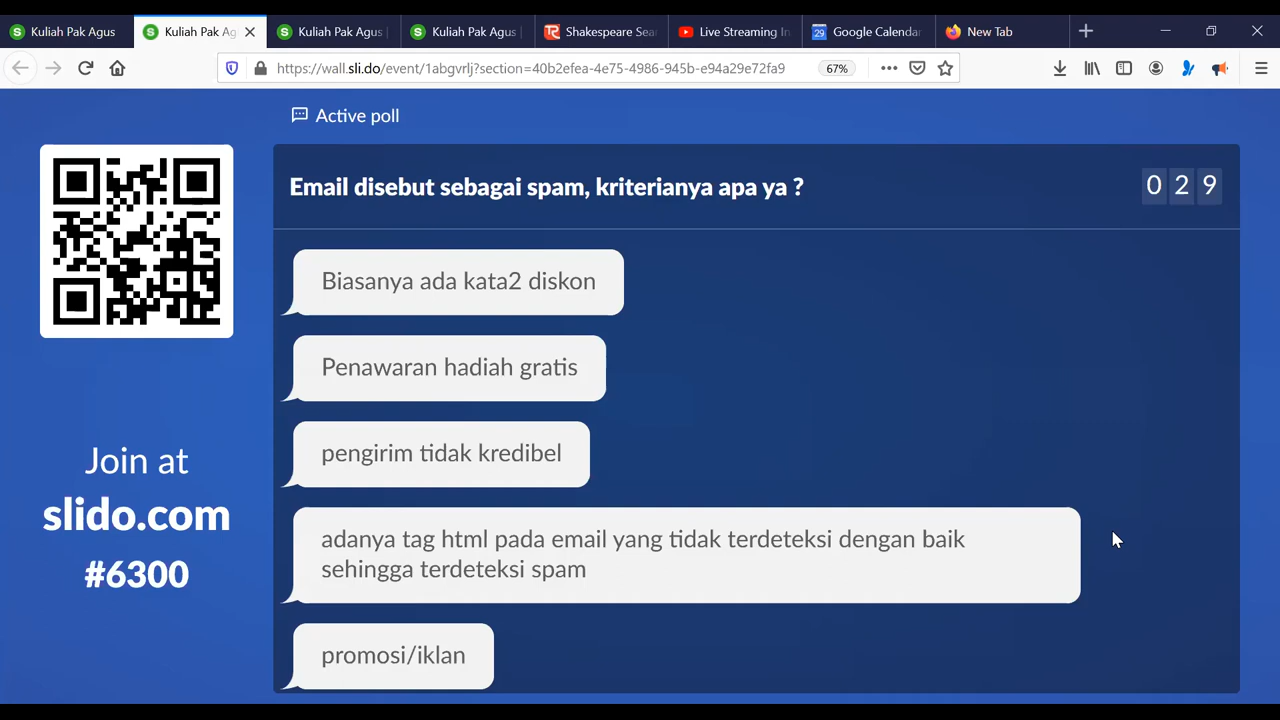 Kuliah Pak Agus
Kuliah Pak Ag
Kuliah Pak Agus |
Kuliah Pak Agus |
Shakespeare Sea
Live Streaming In
Google Calenda
New Tab
https://wall.sli.do/event/1abgvrlj?section=40b2efea-4e75-4986-945b-e94a29e72fa9
67%
Active poll
Email disebut sebagai spam, kriterianya apa ya ?
029
Biasanya ada kata2 diskon
Penawaran hadiah gratis
pengirim tidak kredibel
adanya tag html pada email yang tidak terdeteksi dengan baik
sehingga terdeteksi spam
promosi/iklan
Join at
slido.com
#6300